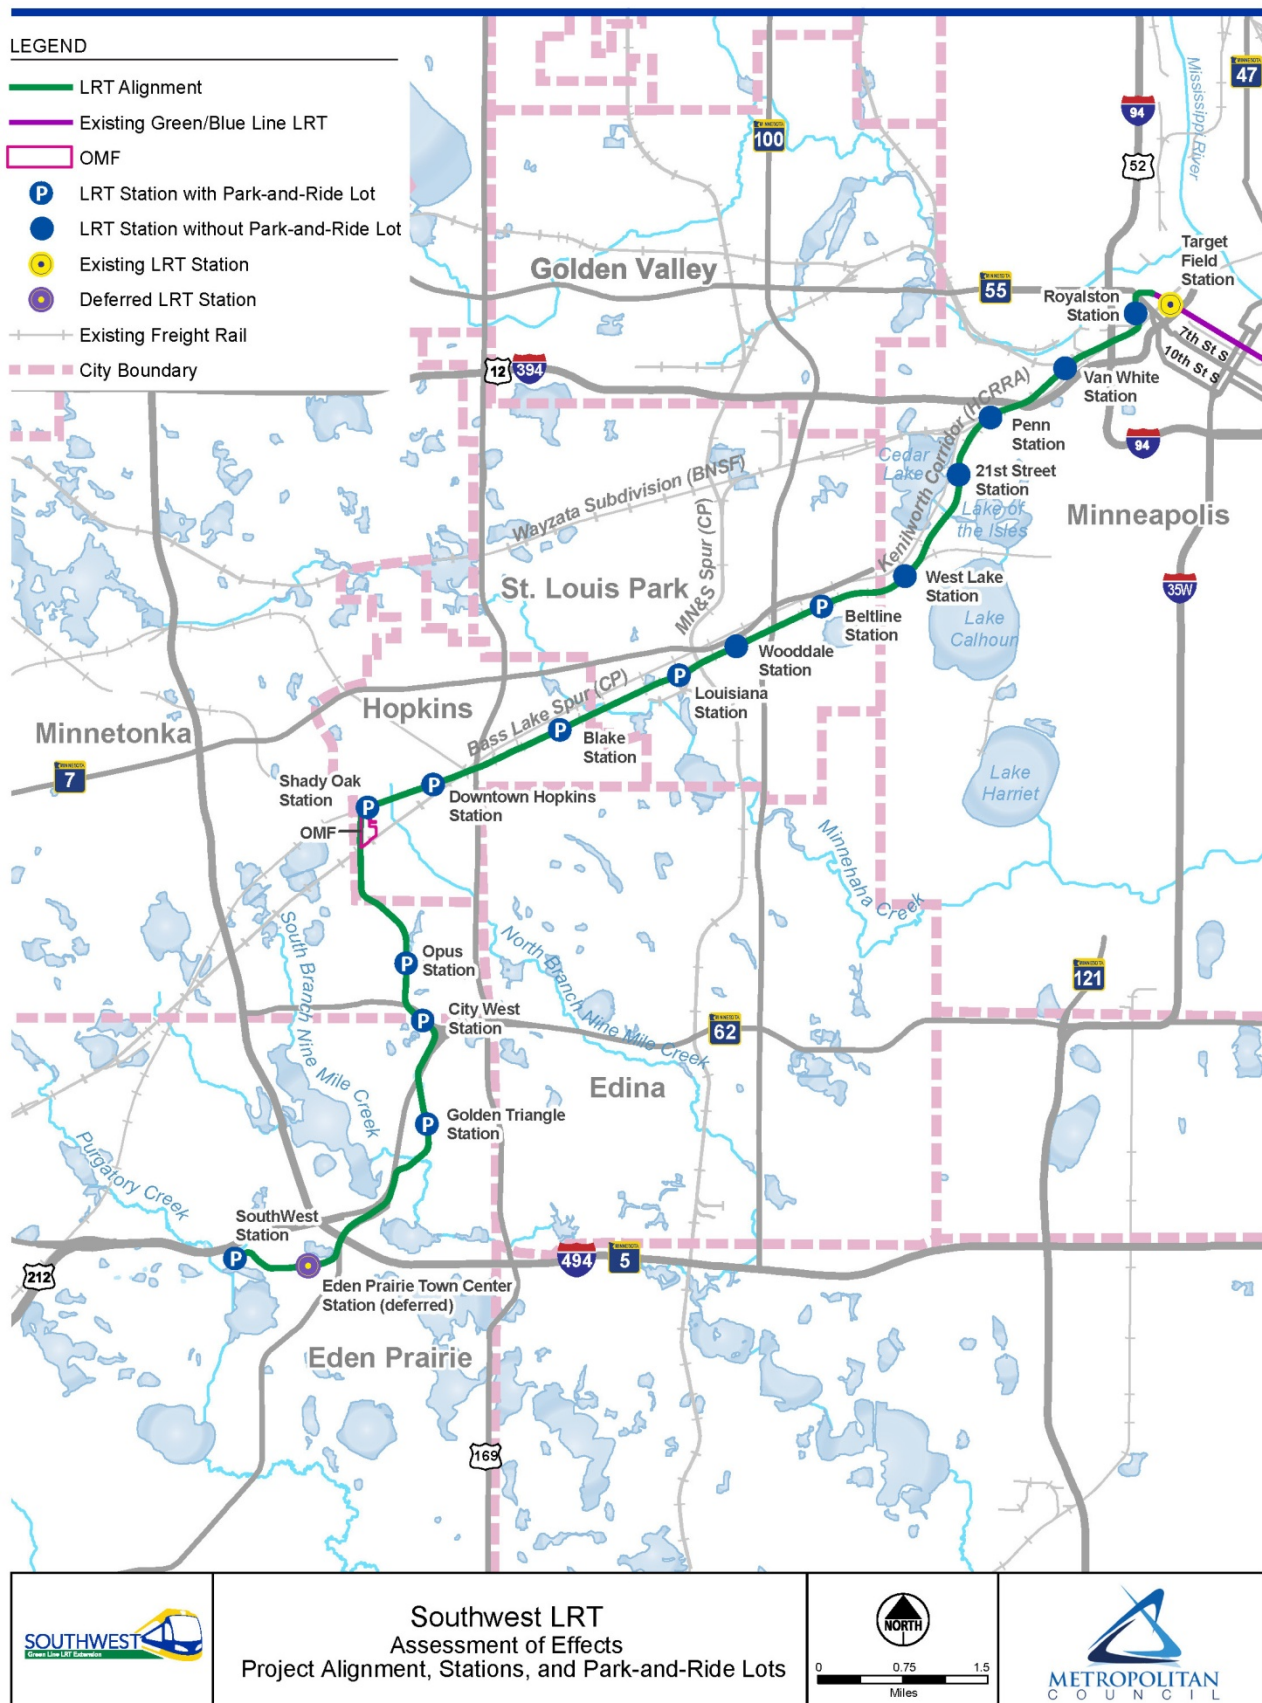 LEGEND
LRT Alignment
Existing Green/Blue Line LRT
OMF
P LRT Station with Park-and-Ride Lot
LRT Station without Park-and-Ride Lot
Existing LRT Station
Deferred LRT Station
Existing Freight Rail
City Boundary
MINNESOTA
47
94
52
Mississippi River
MINNESOTA
100
Target
Field
Station
Golden Valley
MINNESOTA
55
Royalston
Station
7th St S
10th St S
12
394
Van White
Station
Kenilworth Corridor (HCRRA)
Penn
Station
94
Cedar
Lake
21st Street
Station
Wayzata Subdivision (BNSF)
Lake of
the Isles
Minneapolis
MN&S Spur (CP)
St. Louis Park
West Lake
Station
35W
P
Beltline
Station
Lake
Calhoun
Wooddale
Station
P
Louisiana
Station
Bass Lake Spur (CP)
Hopkins
P
Blake
Station
Minnetonka
MINNESOTA
7
Shady Oak
Station
P
P
Downtown Hopkins
Station
Lake
Harriet
OMF
Minnehaha Creek
South Branch Nine Mile Creek
North Branch Nine Mile Creek
P
Opus
Station
MINNESOTA
121
P
City West
Station
MINNESOTA
62
Edina
P
Golden Triangle
Station
Purgatory Creek
SouthWest
Station
P
212
494
MINNESOTA
5
Eden Prairie Town Center
Station (deferred)
Eden Prairie
169
SOUTHWEST
Green Line LRT Extension
Southwest LRT
Assessment of Effects
Project Alignment, Stations, and Park-and-Ride Lots
NORTH
0 0.75 1.5
Miles
METROPOLITAN
COUNCIL